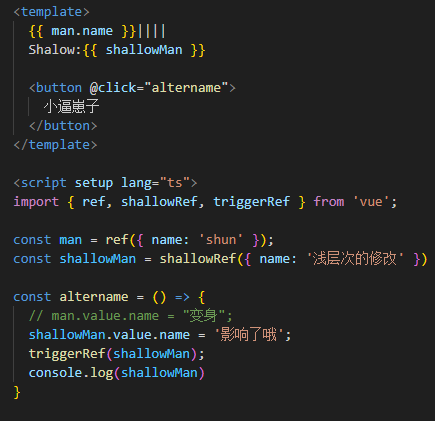 <template>
{{ man.name }}||||
Shalow:{{ shallowMan }}
<button @click="altername">
小逼崽子
</button>
</template>
<script setup lang="ts">
import { ref, shallowRef, triggerRef } from 'vue';
const man = ref({ name: 'shun' });
const shallowMan = shallowRef({ name: '浅层次的修改' })
const altername = () => {
// man.value.name = "变身";
shallowMan.value.name = '影响了哦';
triggerRef(shallowMan);
console.log(shallowMan)
}